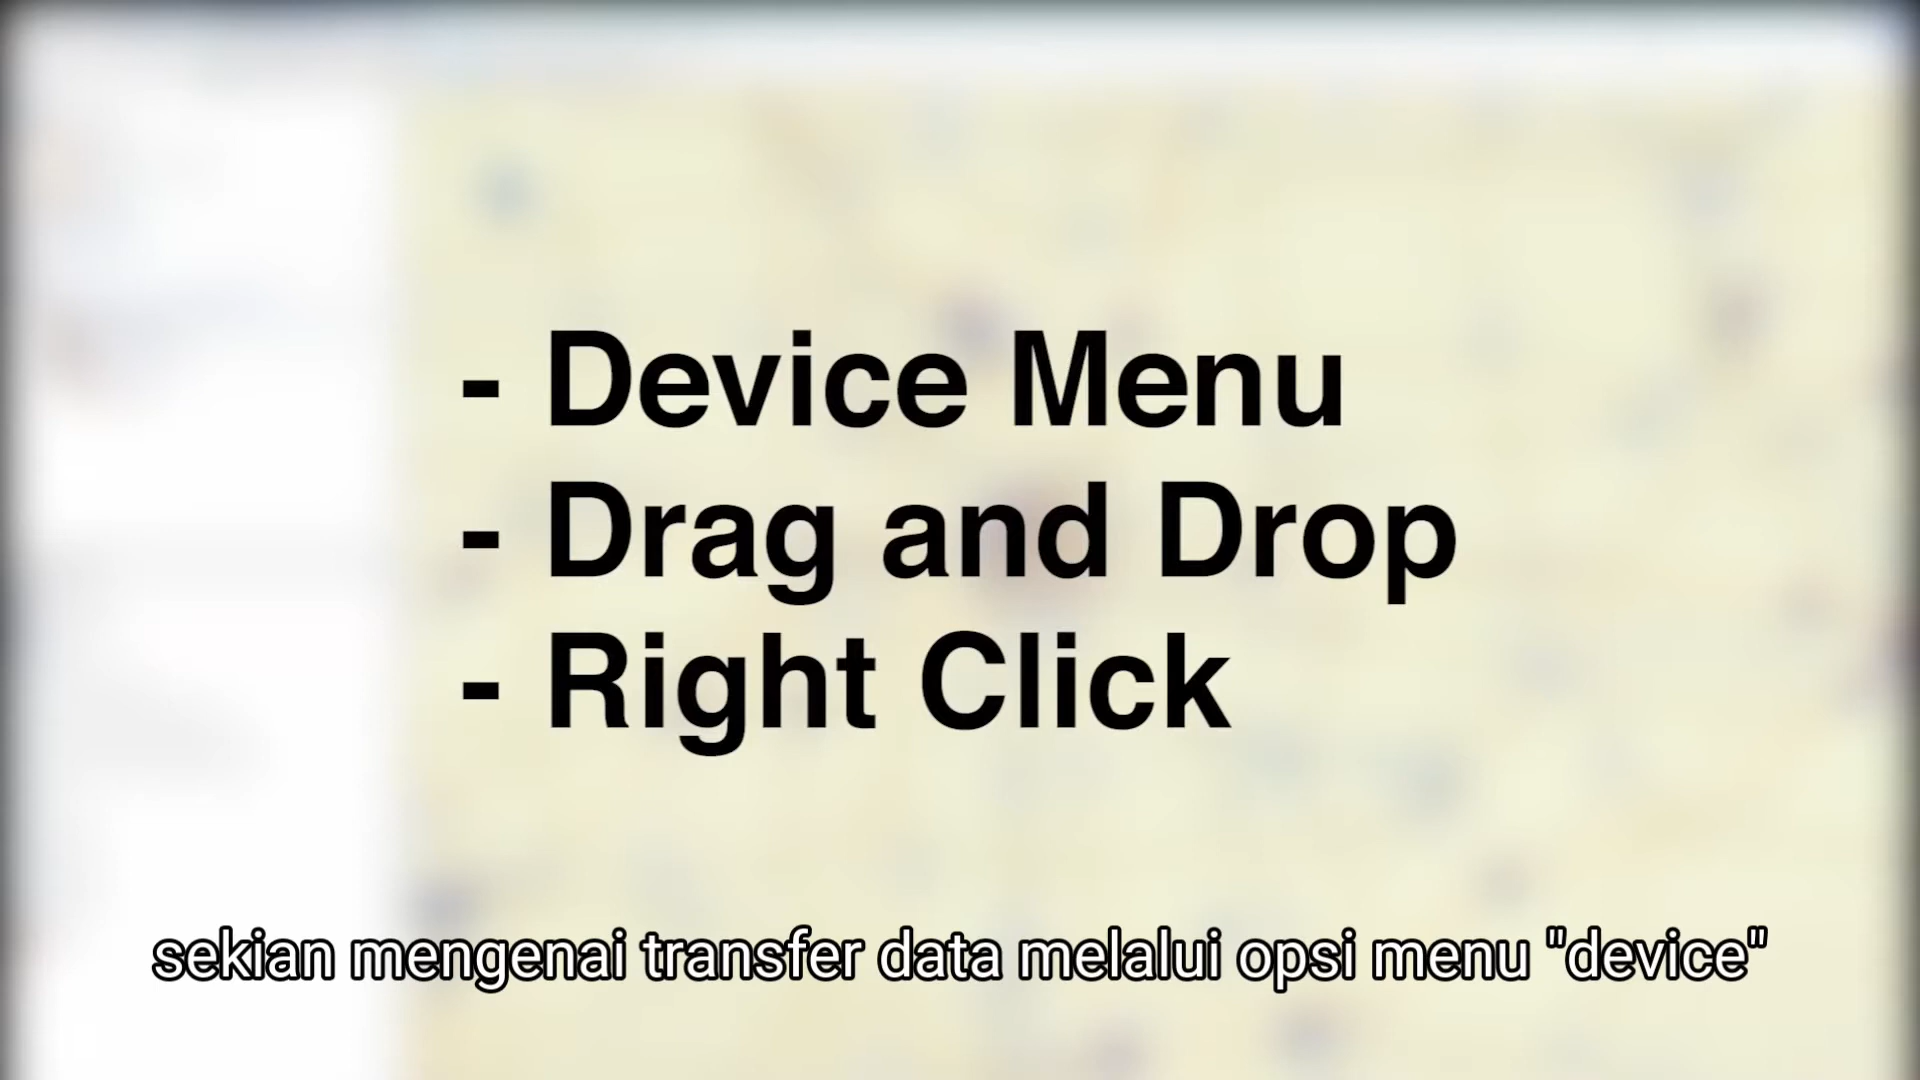 - Device Menu
- Drag and Drop
- Right Click
sekian mengenai transfer data melalui opsi menu "device"